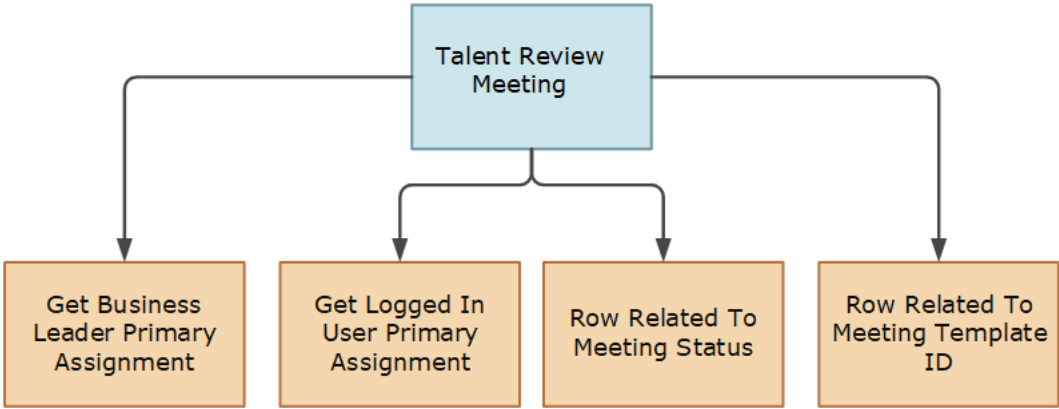 Talent Review
Meeting
Get Business
Leader Primary
Assignment
Get Logged In
User Primary
Assignment
Row Related To
Meeting Status
Row Related To
Meeting Template
ID